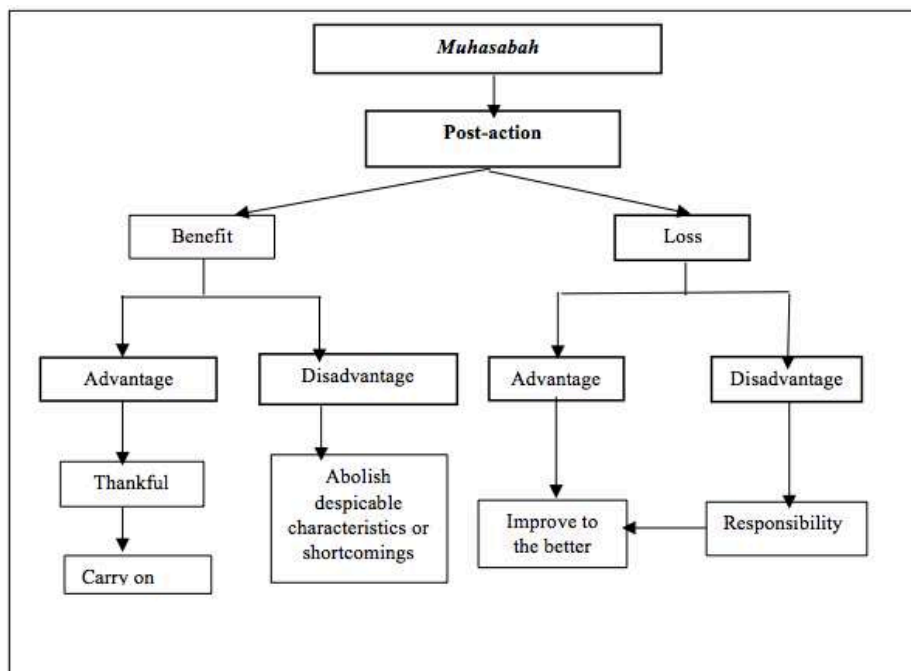 Muhasabah
Post-action
Benefit
Loss
Advantage
Disadvantage
Advantage
Disadvantage
Thankful
Abolish
despicable
characteristics or
shortcomings
Improve to
the better
Responsibility
Carry on